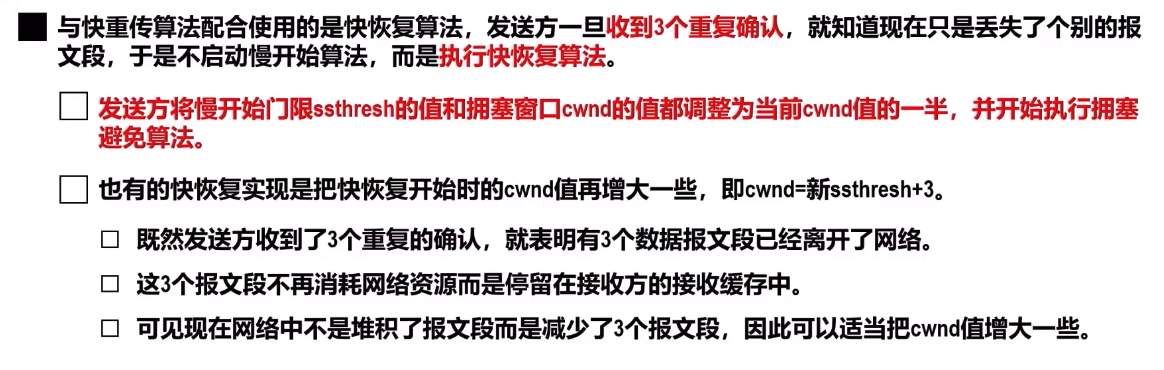 与快重传算法配合使用的是快恢复算法，发送方一旦收到3个重复确认，就知道现在只是丢失了个别的报
文段，于是不启动慢开始算法，而是执行快恢复算法。
发送方将慢开始门限ssthresh的值和拥塞窗口cwnd的值都调整为当前cwnd值的一半，并开始执行拥塞
避免算法。
也有的快恢复实现是把快恢复开始时的cwnd值再增大一些，即cwnd=新ssthresh+3。
既然发送方收到了3个重复的确认，就表明有3个数据报文段已经离开了网络。
这3个报文段不再消耗网络资源而是停留在接收方的接收缓存中。
可见现在网络中不是堆积了报文段而是减少了3个报文段，因此可以适当把cwnd值增大一些。